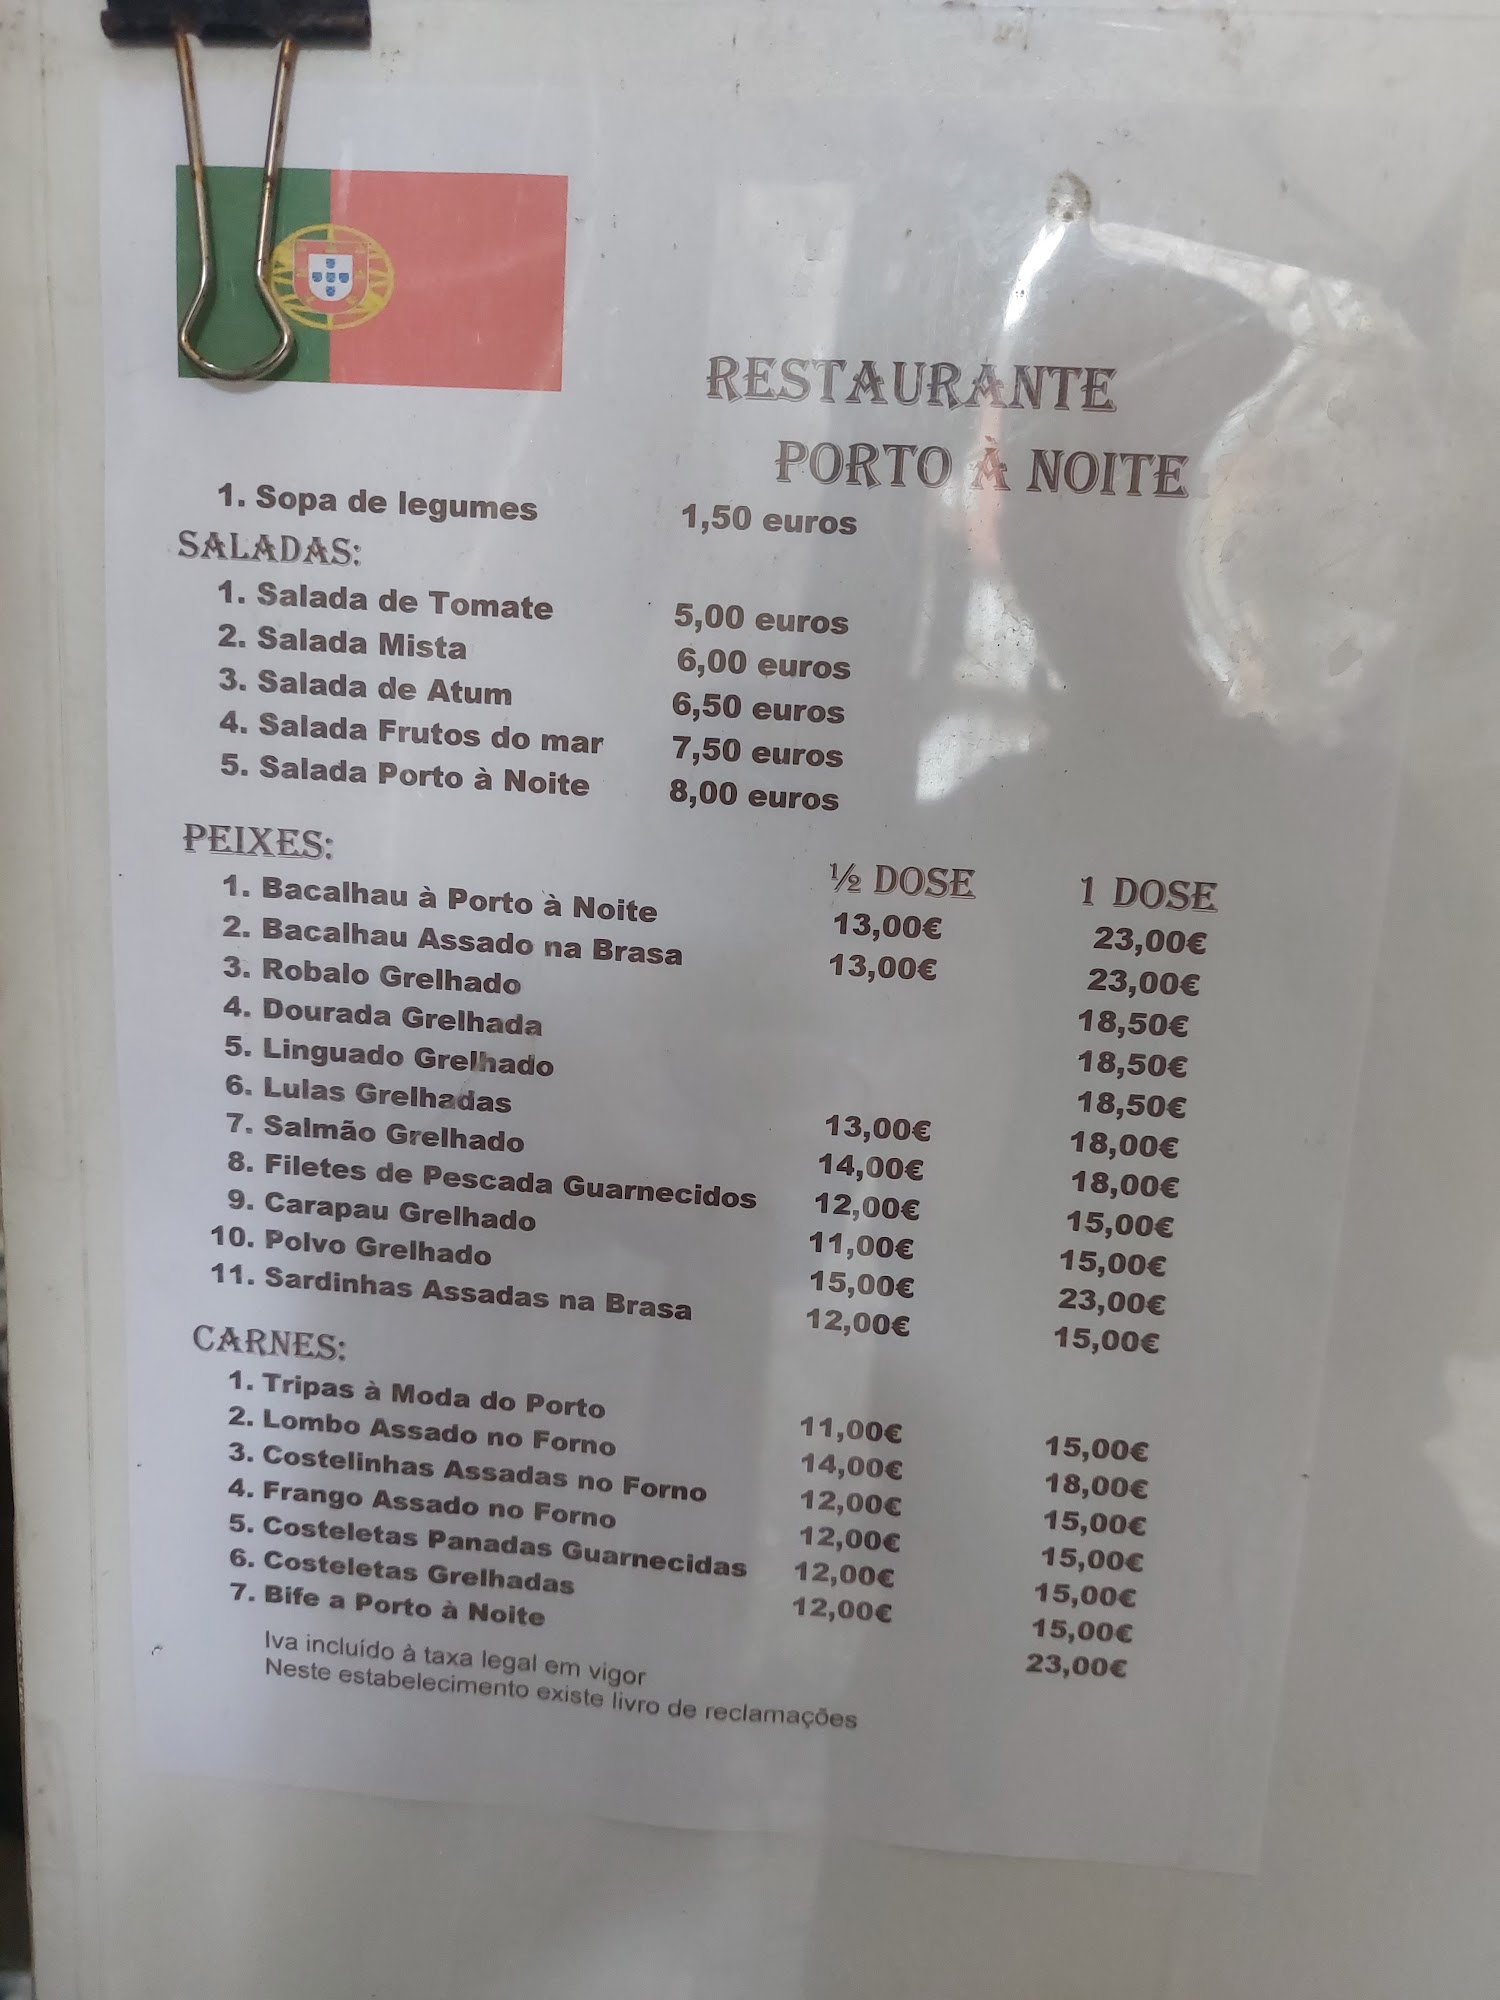 RESTAURANTE
PORTO À NOITE
1. Sopa de legumes 1,50 euros
SALADAS:
1. Salada de Tomate 5,00 euros
2. Salada Mista 6,00 euros
3. Salada de Atum 6,50 euros
4. Salada Frutos do mar 7,50 euros
5. Salada Porto à Noite 8,00 euros
PEIXES: ½ DOSE 1 DOSE
1. Bacalhau à Porto à Noite 13,00€ 23,00€
2. Bacalhau Assado na Brasa 13,00€ 23,00€
3. Robalo Grelhado 18,50€
4. Dourada Grelhada 18,50€
5. Linguado Grelhado 18,50€
6. Lulas Grelhadas 13,00€ 18,00€
7. Salmão Grelhado 14,00€ 18,00€
8. Filetes de Pescada Guarnecidos 12,00€ 15,00€
9. Carapau Grelhado 11,00€ 15,00€
10. Polvo Grelhado 15,00€ 23,00€
11. Sardinhas Assadas na Brasa 12,00€ 15,00€
CARNES:
1. Tripas à Moda do Porto 11,00€ 15,00€
2. Lombo Assado no Forno 14,00€ 18,00€
3. Costelinhas Assadas no Forno 12,00€ 15,00€
4. Frango Assado no Forno 12,00€ 15,00€
5. Costeletas Panadas Guarnecidas 12,00€ 15,00€
6. Costeletas Grelhadas 12,00€ 15,00€
7. Bife a Porto à Noite 23,00€
Iva incluído à taxa legal em vigor
Neste estabelecimento existe livro de reclamações